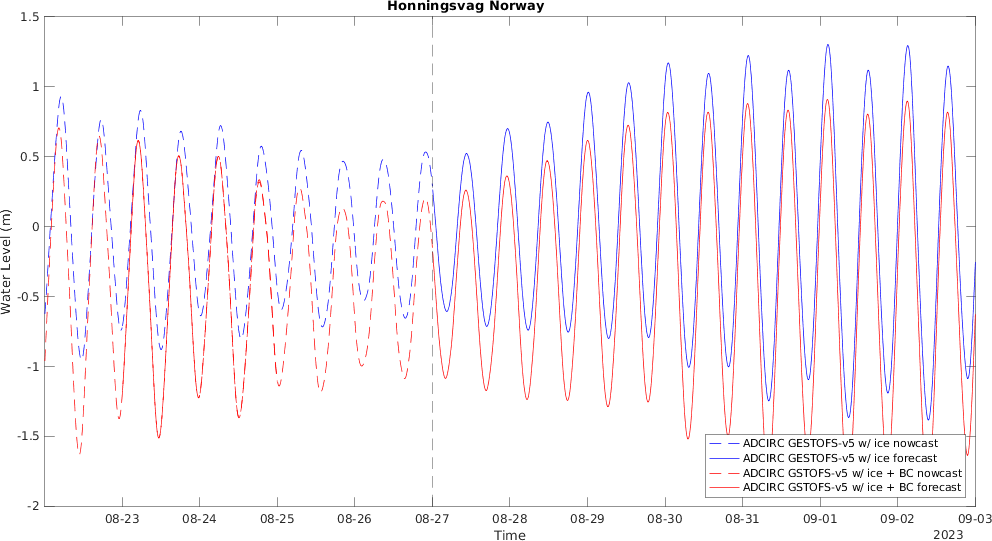 Honningsvag Norway
1.5
1
0.5
0
-0.5
-1
-1.5
-2
Water Level (m)
ADCIRC GESTOFS-v5 w/ ice nowcast
ADCIRC GESTOFS-v5 w/ ice forecast
ADCIRC GSTOFS-v5 w/ ice + BC nowcast
ADCIRC GSTOFS-v5 w/ ice + BC forecast
08-23 08-24 08-25 08-26 08-27 08-28 08-29 08-30 08-31 09-01 09-02 09-03
Time
2023